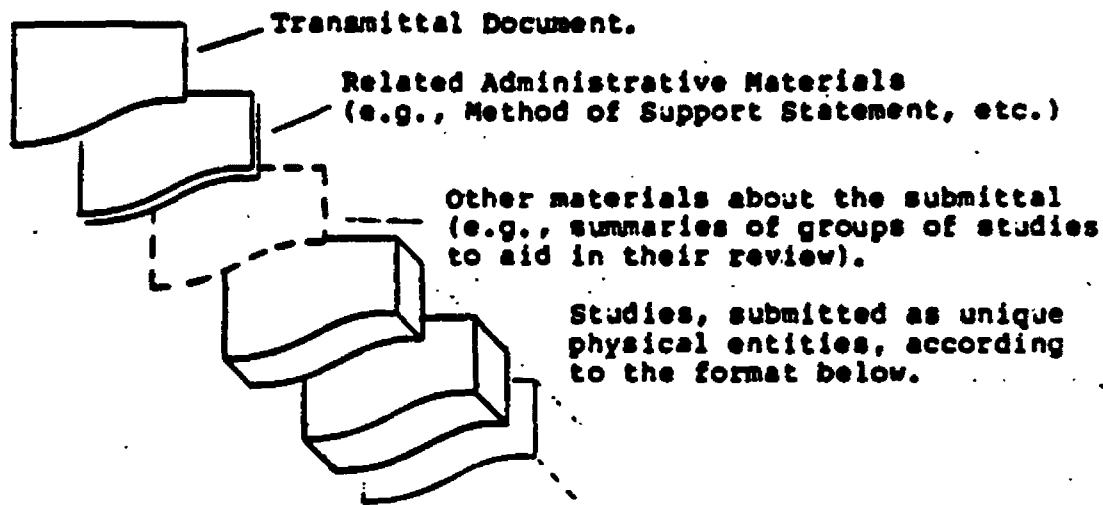 Transmittal Document.
Related Administrative Materials
(e.g., Method of Support Statement, etc.)
Other materials about the submittal
(e.g., summaries of groups of studies
to aid in their review).
Studies, submitted as unique
physical entities, according
to the format below.